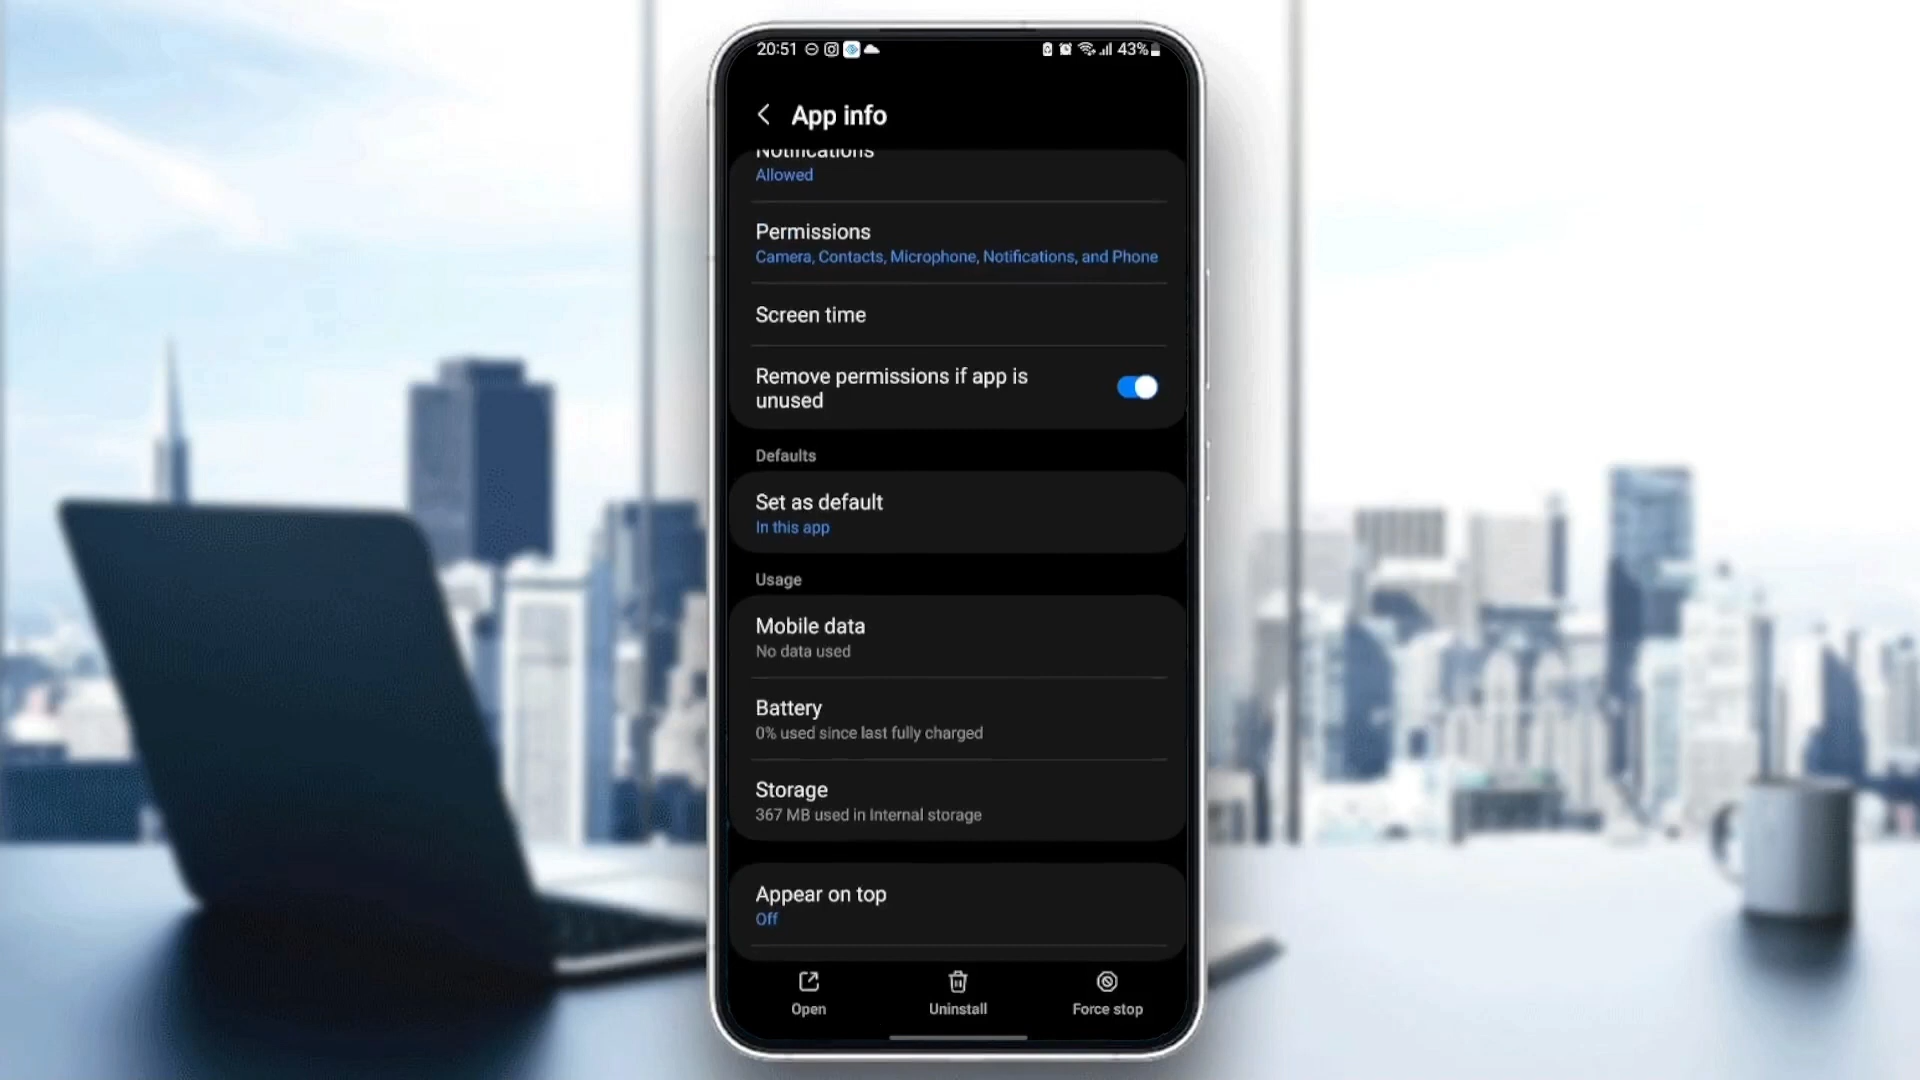 20:51
43%
App info
Notifications
Allowed
Permissions
Camera, Contacts, Microphone, Notifications, and Phone
Screen time
Remove permissions if app is
unused
Defaults
Set as default
In this app
Usage
Mobile data
No data used
Battery
0% used since last fully charged
Storage
367 MB used in Internal storage
Appear on top
Off
Open
Uninstall
Force stop